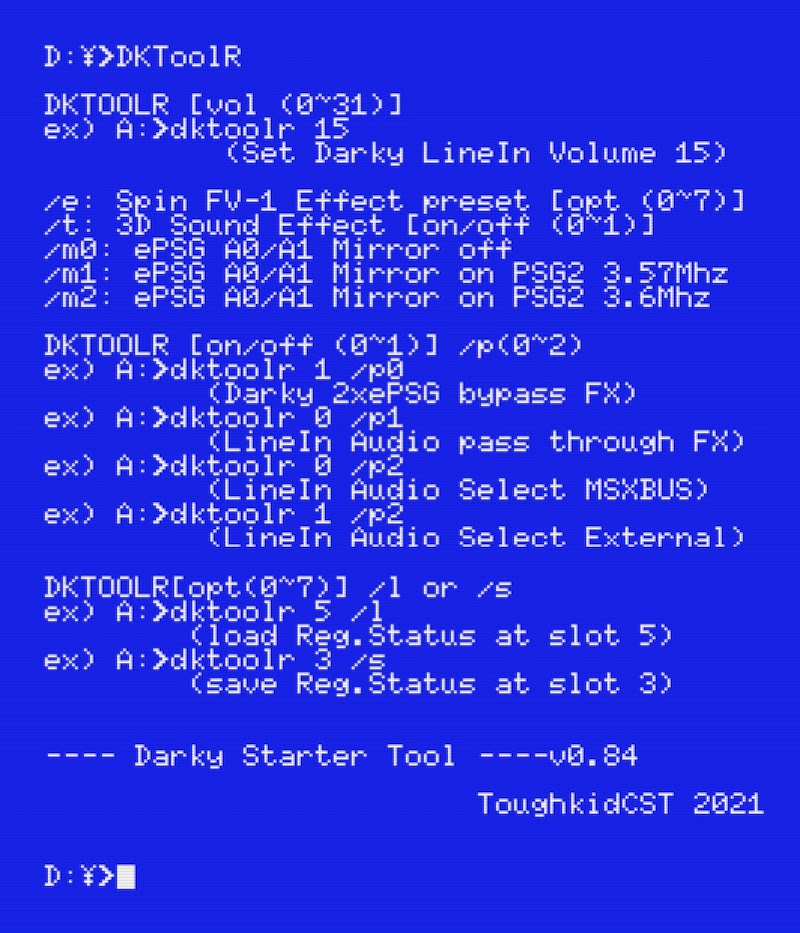 D:¥>DKToolR
DKTOOLR [vol (0~31)]
ex) A:>dktoolr 15
(Set Darky LineIn Volume 15)
/e: Spin FV-1 Effect preset [opt (0~7)]
/t: 3D Sound Effect [on/off (0~1)]
/m0: ePSG A0/A1 Mirror off
/m1: ePSG A0/A1 Mirror on PSG2 3.57Mhz
/m2: ePSG A0/A1 Mirror on PSG2 3.6Mhz
DKTOOLR [on/off (0~1)] /p(0~2)
ex) A:>dktoolr 1 /p0
(Darky 2xePSG bypass FX)
ex) A:>dktoolr 0 /p1
(LineIn Audio pass through FX)
ex) A:>dktoolr 0 /p2
(LineIn Audio Select MSXBUS)
ex) A:>dktoolr 1 /p2
(LineIn Audio Select External)
DKTOOLR[opt(0~7)] /l or /s
ex) A:>dktoolr 5 /l
(load Reg.Status at slot 5)
ex) A:>dktoolr 3 /s
(save Reg.Status at slot 3)
---- Darky Starter Tool ----v0.84
ToughkidCST 2021
D:¥>